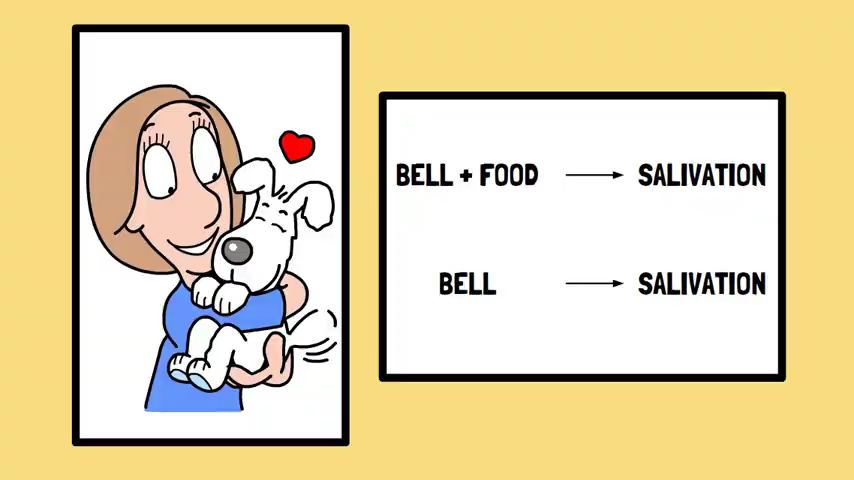 BELL + FOOD → SALIVATION
BELL → SALIVATION